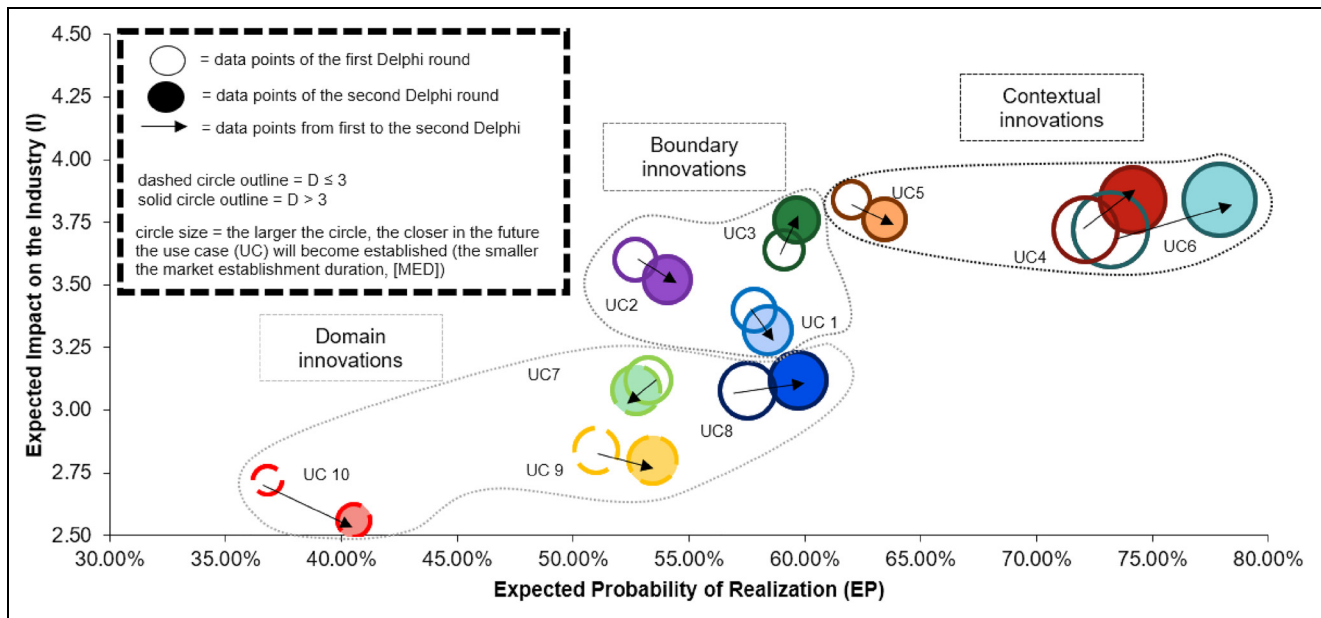 4.50
4.25
4.00
3.75
3.50
3.25
3.00
2.75
2.50
Expected Impact on the Industry (I)
= data points of the first Delphi round
= data points of the second Delphi round
= data points from first to the second Delphi
dashed circle outline = D ≤ 3
solid circle outline = D > 3
circle size = the larger the circle, the closer in the future
the use case (UC) will become established (the smaller
the market establishment duration, [MED])
Boundary
innovations
Contextual
innovations
Domain
innovations
UC5
UC3
UC4
UC6
UC2
UC 1
UC7
UC8
UC 9
UC 10
30.00%
40.00%
45.00%
50.00%
55.00%
60.00%
65.00%
70.00%
75.00%
80.00%
Expected Probability of Realization (EP)